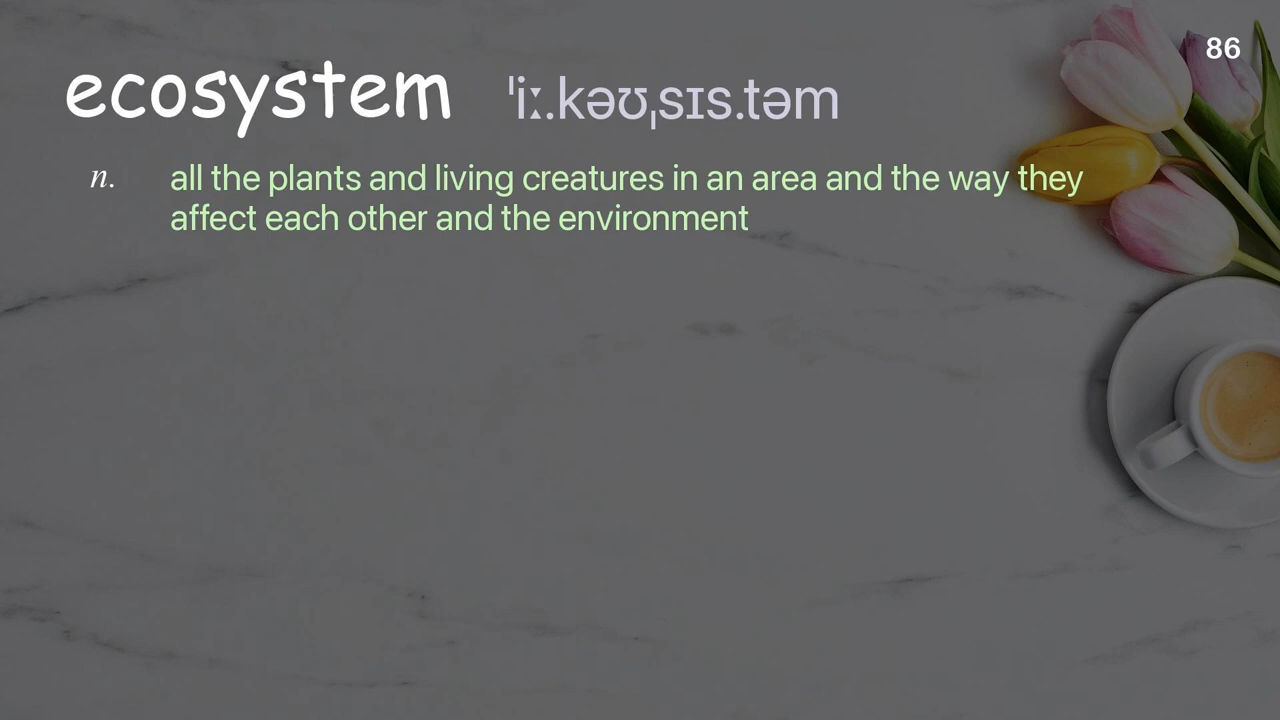 86
ecosystem ˈiː.kəʊˌsɪs.təm
n. all the plants and living creatures in an area and the way they
affect each other and the environment